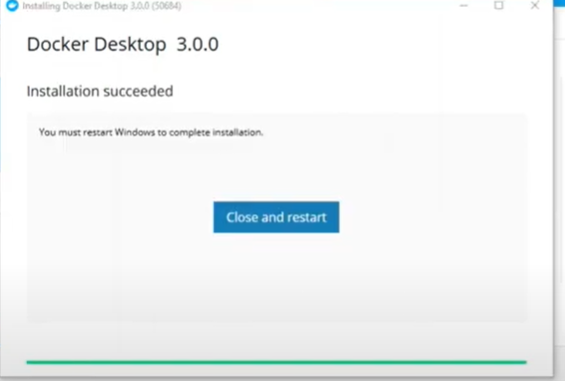 Installing Docker Desktop 3.0.0 (50684)
Docker Desktop 3.0.0
Installation succeeded
You must restart Windows to complete installation.
Close and restart